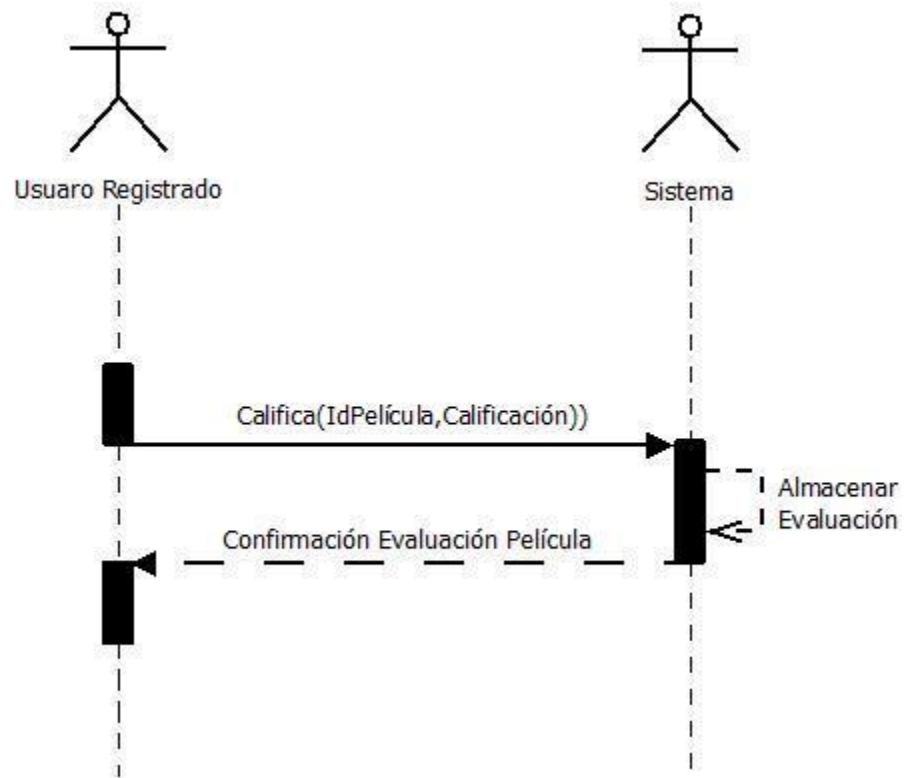 Usuaro Registrado
Sistema
Califica(IdPelícula,Calificación))
Almacenar
Evaluación
Confirmación Evaluación Película